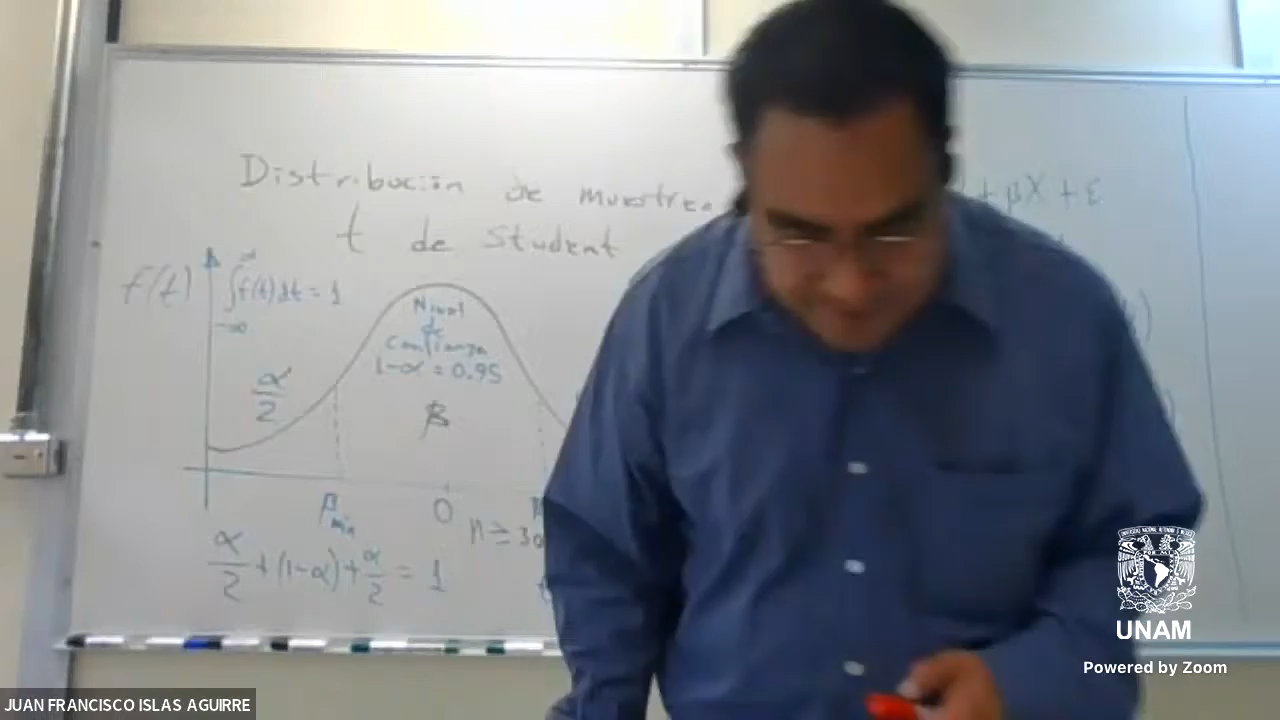 Distribución de muestreo
t de Student
+ βX + ε
f(t)
∞
∫f(t)dt = 1
-∞
Nivel
de
Confianza
1-α = 0.95
α
2
β
β min
0
n ≥ 30
α/2 + (1-α) + α/2 = 1
UNAM
Powered by Zoom
JUAN FRANCISCO ISLAS AGUIRRE